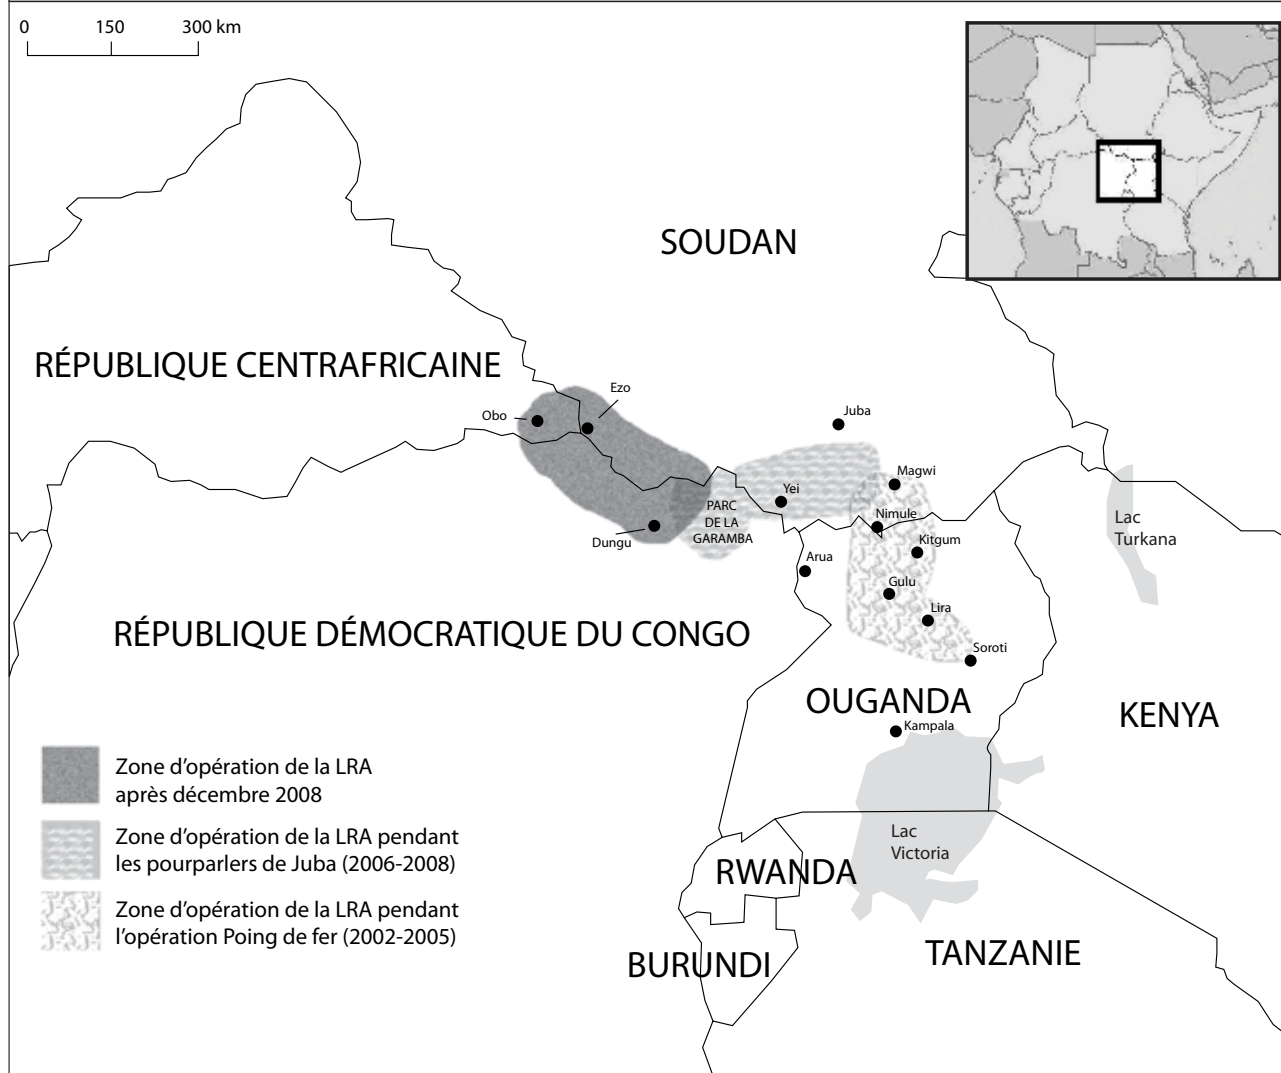 0 150 300 km
SOUDAN
RÉPUBLIQUE CENTRAFRICAINE
Ezo
Obo
Juba
Magwi
Yei
PARC
DE LA
GARAMBA
Nimule
Lac
Turkana
Dungu
Kitgum
Arua
Gulu
Lira
RÉPUBLIQUE DÉMOCRATIQUE DU CONGO
Soroti
OUGANDA
KENYA
Kampala
Zone d’opération de la LRA
après décembre 2008
Zone d’opération de la LRA pendant
les pourparlers de Juba (2006-2008)
Lac
Victoria
RWANDA
Zone d’opération de la LRA pendant
l’opération Poing de fer (2002-2005)
TANZANIE
BURUNDI